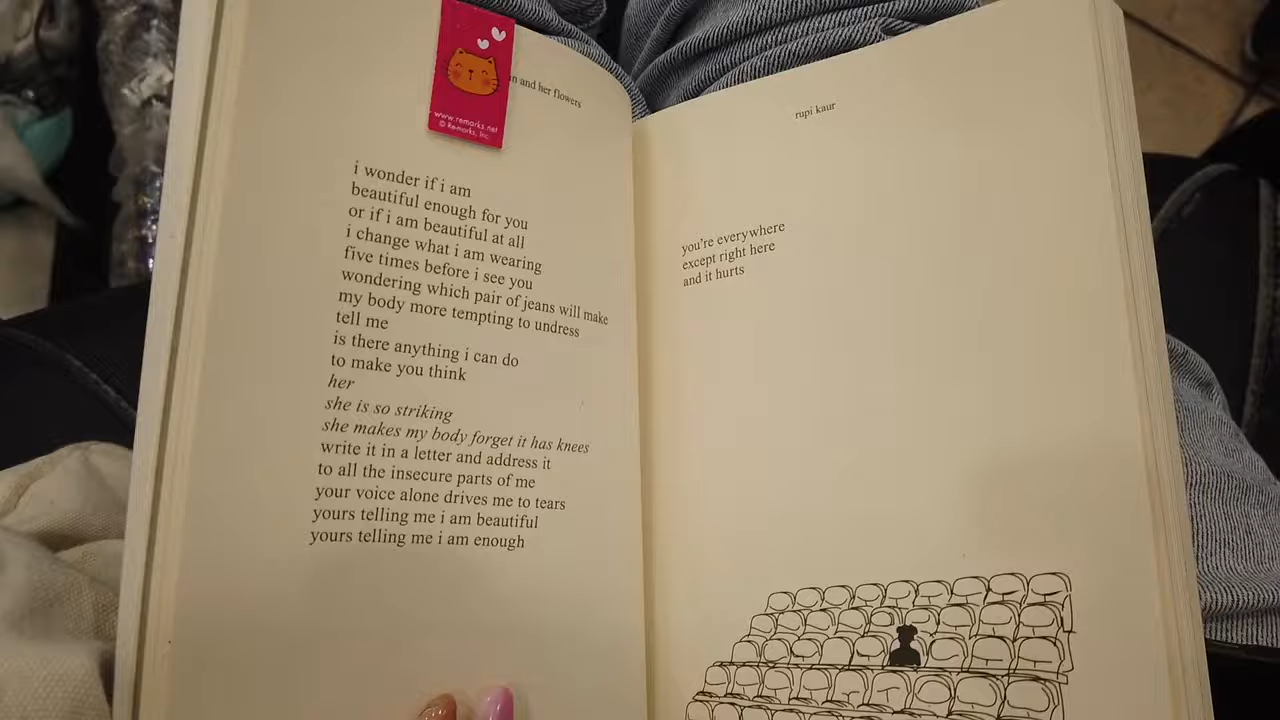 www.remarks.net
© Re-marks, Inc.
n and her flowers
i wonder if i am
beautiful enough for you
or if i am beautiful at all
i change what i am wearing
five times before i see you
wondering which pair of jeans will make
my body more tempting to undress
tell me
is there anything i can do
to make you think
her
she is so striking
she makes my body forget it has knees
write it in a letter and address it
to all the insecure parts of me
your voice alone drives me to tears
yours telling me i am beautiful
yours telling me i am enough
rupi kaur
you're everywhere
except right here
and it hurts